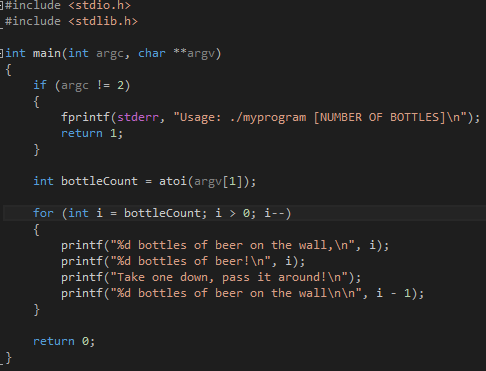 #include <stdio.h>
#include <stdlib.h>
int main(int argc, char **argv)
{
if (argc != 2)
{
fprintf(stderr, "Usage: ./myprogram [NUMBER OF BOTTLES]\n");
return 1;
}
int bottleCount = atoi(argv[1]);
for (int i = bottleCount; i > 0; i--)
{
printf("%d bottles of beer on the wall,\n", i);
printf("%d bottles of beer!\n", i);
printf("Take one down, pass it around!\n");
printf("%d bottles of beer on the wall\n\n", i - 1);
}
return 0;
}